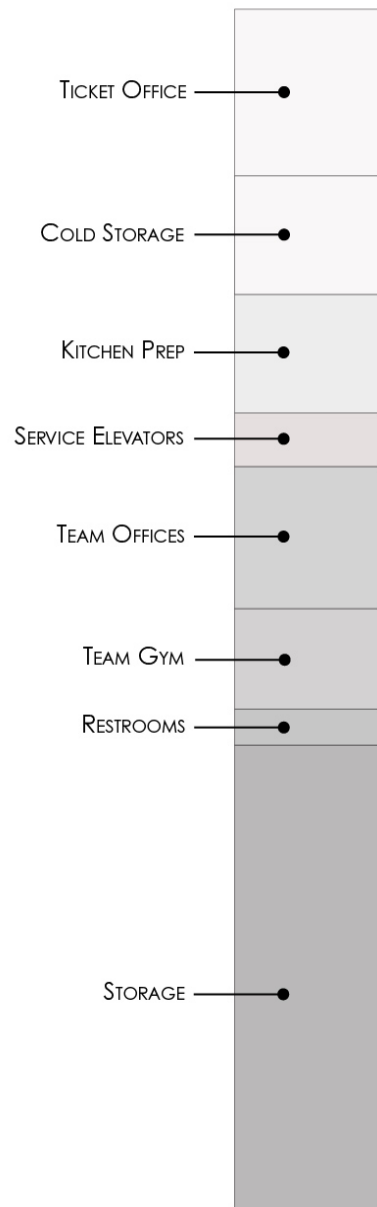 Ticket Office
Cold Storage
Kitchen Prep
Service Elevators
Team Offices
Team Gym
Restrooms
Storage